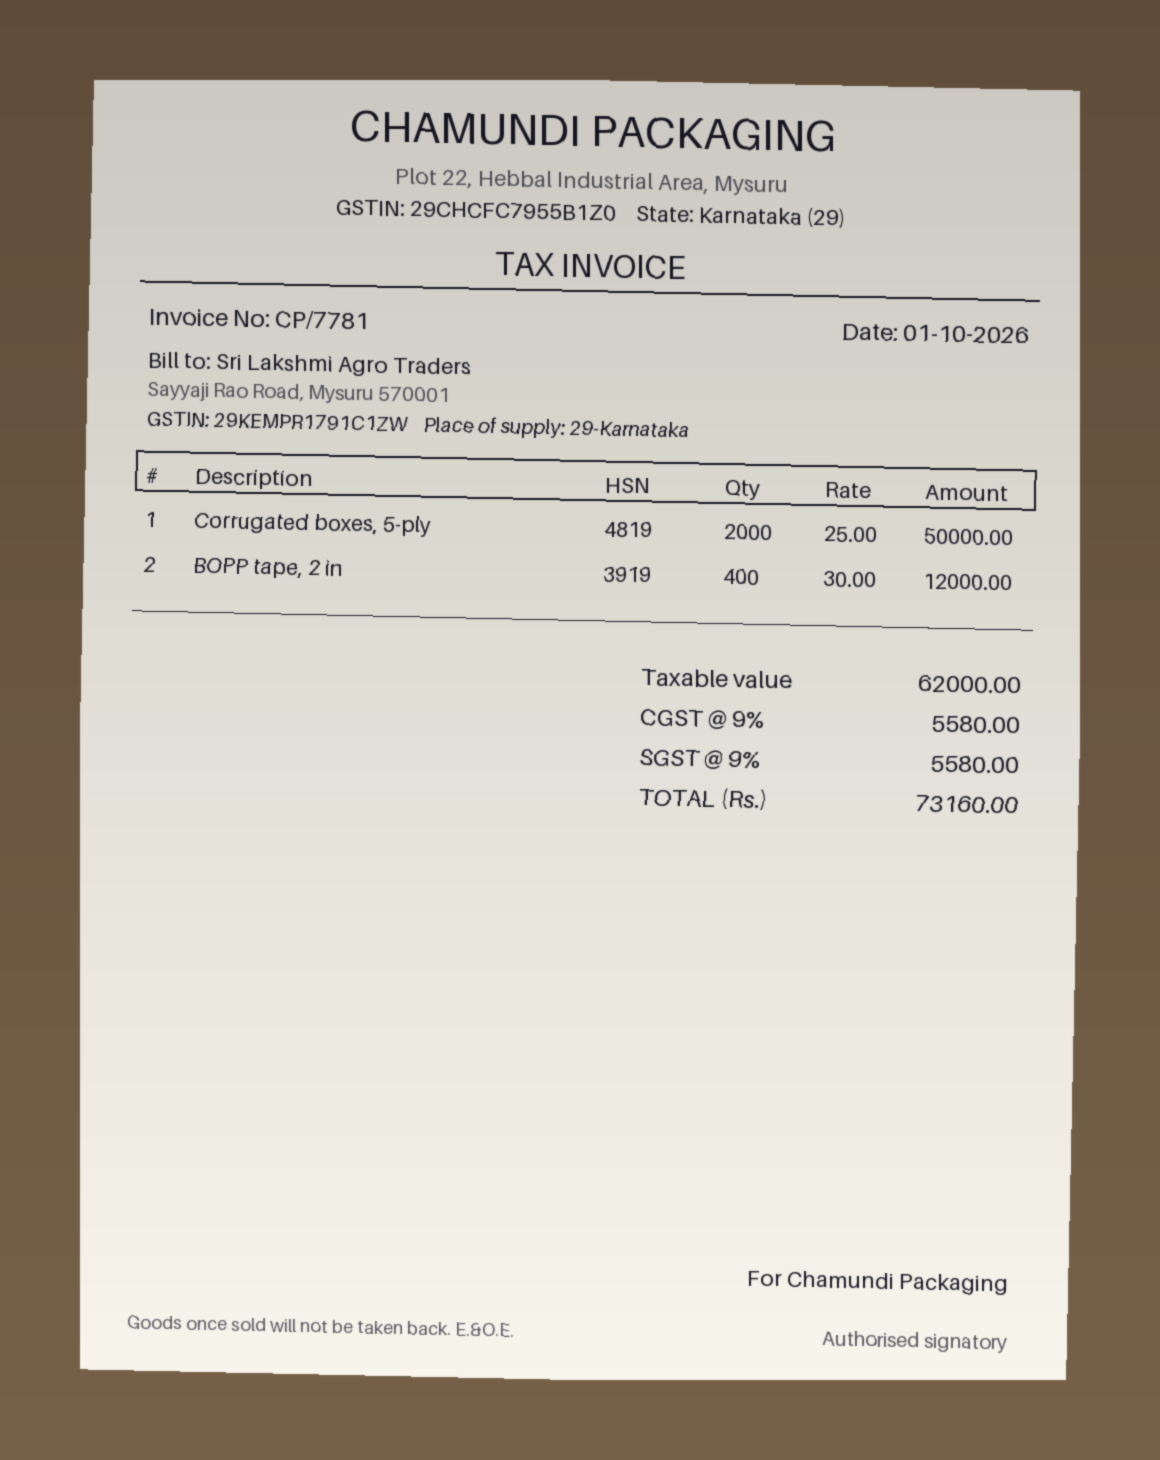 CHAMUNDI PACKAGING
Plot 22, Hebbal Industrial Area, Mysuru
GSTIN: 29CHCFC7955B1Z0 State: Karnataka (29)
TAX INVOICE
Invoice No: CP/7781 Date: 01-10-2026
Bill to: Sri Lakshmi Agro Traders
Sayyaji Rao Road, Mysuru 570001
GSTIN: 29KEMPR1791C1ZW Place of supply: 29-Karnataka
# Description HSN Qty Rate Amount
1 Corrugated boxes, 5-ply 4819 2000 25.00 50000.00
2 BOPP tape, 2 in 3919 400 30.00 12000.00
Taxable value 62000.00
CGST @ 9% 5580.00
SGST @ 9% 5580.00
TOTAL (Rs.) 73160.00
For Chamundi Packaging
Goods once sold will not be taken back. E.&O.E.
Authorised signatory